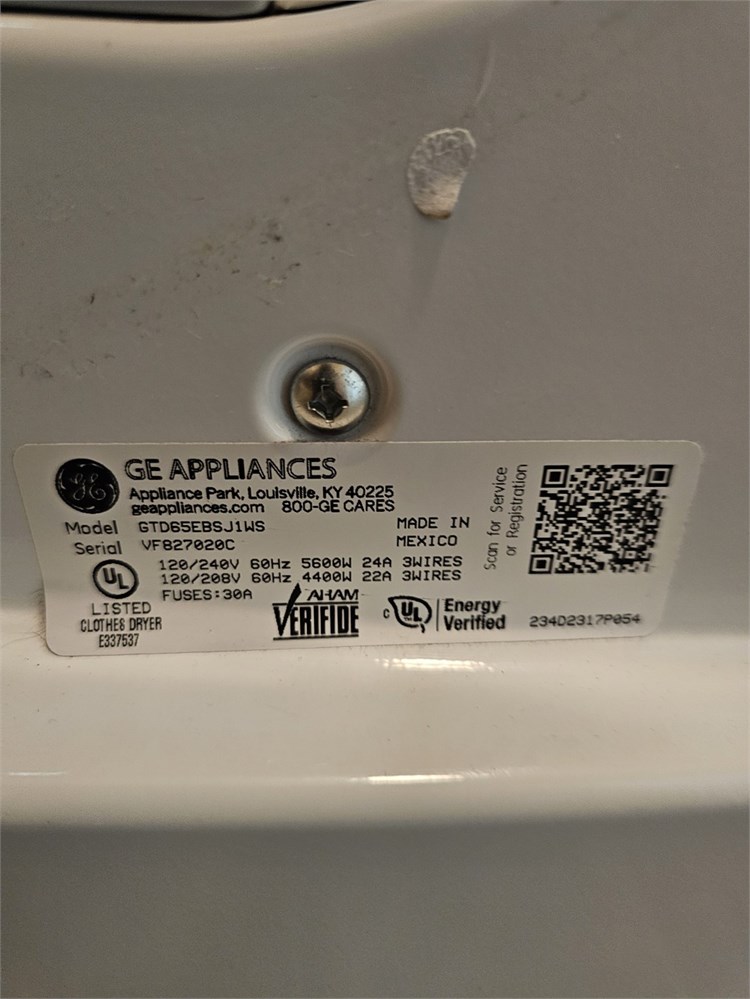 GE APPLIANCES
Appliance Park, Louisville, KY 40225
geappliances.com 800-GE CARES
Model GTD65EBSJ1WS
Serial VF827020C
MADE IN
MEXICO
120/240V 60Hz 5600W 24A 3WIRES
120/208V 60Hz 4400W 22A 3WIRES
FUSES:30A
UL
LISTED
CLOTHES DRYER
E337537
AHAM
VERIFIDE
c UL Energy
Verified
234D2317P054
Scan for Service
or Registration